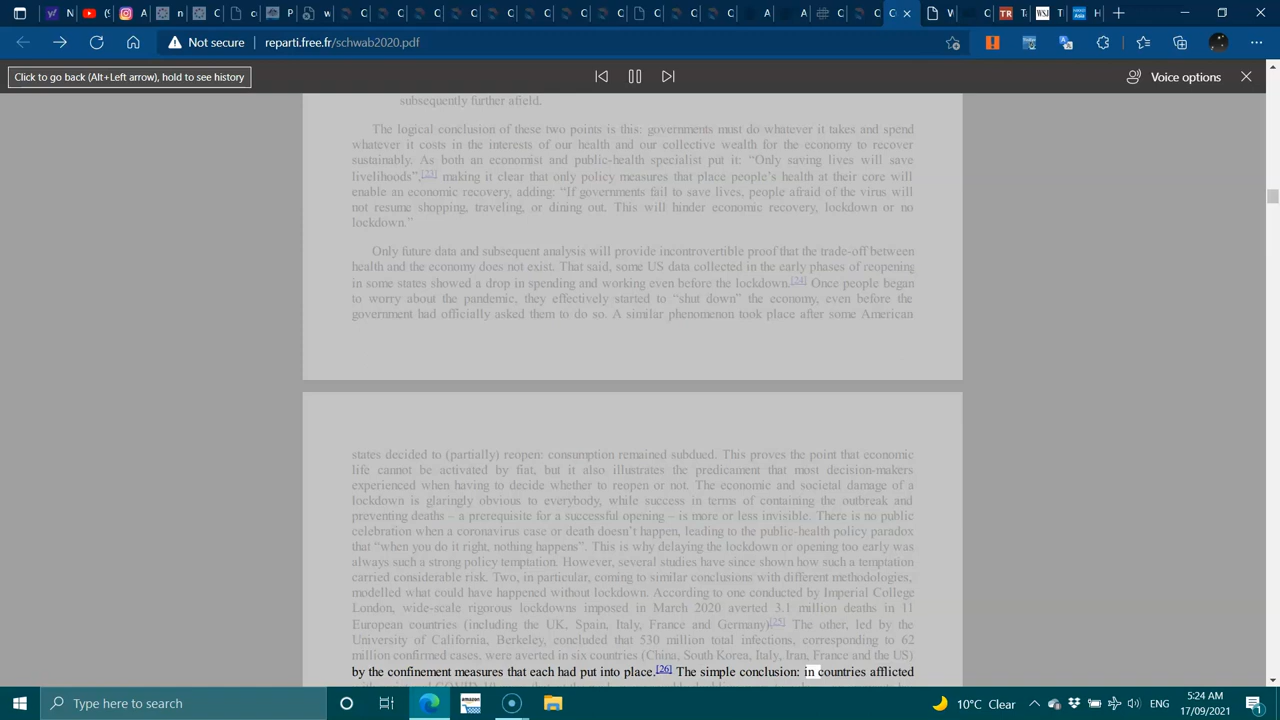 Not secure
reparti.free.fr/schwab2020.pdf
Click to go back (Alt+Left arrow), hold to see history
Voice options
subsequently further afield.
The logical conclusion of these two points is this: governments must do whatever it takes and spend
whatever it costs in the interests of our health and our collective wealth for the economy to recover
sustainably. As both an economist and public-health specialist put it: “Only saving lives will save
livelihoods”,[23] making it clear that only policy measures that place people’s health at their core will
enable an economic recovery, adding: “If governments fail to save lives, people afraid of the virus will
not resume shopping, traveling, or dining out. This will hinder economic recovery, lockdown or no
lockdown.”
Only future data and subsequent analysis will provide incontrovertible proof that the trade-off between
health and the economy does not exist. That said, some US data collected in the early phases of reopening
in some states showed a drop in spending and working even before the lockdown.[24] Once people began
to worry about the pandemic, they effectively started to “shut down” the economy, even before the
government had officially asked them to do so. A similar phenomenon took place after some American
states decided to (partially) reopen: consumption remained subdued. This proves the point that economic
life cannot be activated by fiat, but it also illustrates the predicament that most decision-makers
experienced when having to decide whether to reopen or not. The economic and societal damage of a
lockdown is glaringly obvious to everybody, while success in terms of containing the outbreak and
preventing deaths – a prerequisite for a successful opening – is more or less invisible. There is no public
celebration when a coronavirus case or death doesn’t happen, leading to the public-health policy paradox
that “when you do it right, nothing happens”. This is why delaying the lockdown or opening too early was
always such a strong policy temptation. However, several studies have since shown how such a temptation
carried considerable risk. Two, in particular, coming to similar conclusions with different methodologies,
modelled what could have happened without lockdown. According to one conducted by Imperial College
London, wide-scale rigorous lockdowns imposed in March 2020 averted 3.1 million deaths in 11
European countries (including the UK, Spain, Italy, France and Germany).[25] The other, led by the
University of California, Berkeley, concluded that 530 million total infections, corresponding to 62
million confirmed cases, were averted in six countries (China, South Korea, Italy, Iran, France and the US)
by the confinement measures that each had put into place.[26] The simple conclusion: in countries afflicted
Type here to search
10°C Clear
ENG
5:24 AM
17/09/2021